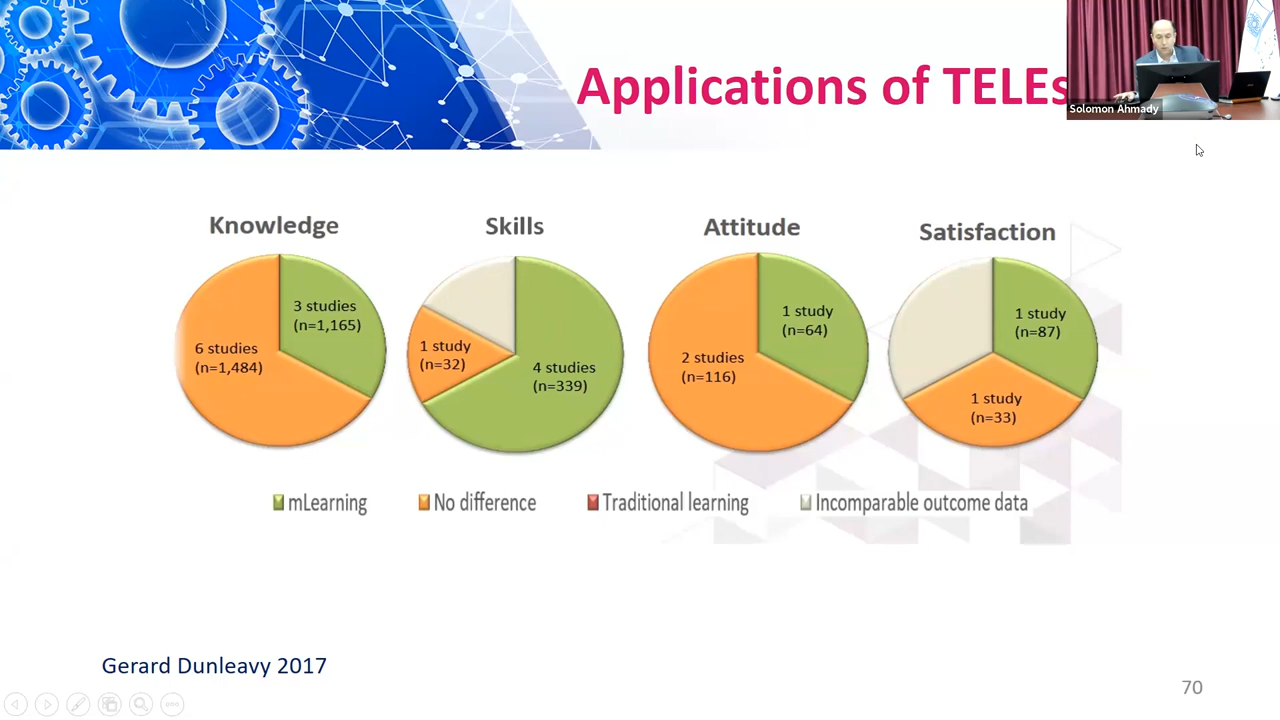 Applications of TELEs
Solomon Ahmady
Knowledge
Skills
Attitude
Satisfaction
3 studies
(n=1,165)
6 studies
(n=1,484)
1 study
(n=32)
4 studies
(n=339)
1 study
(n=64)
2 studies
(n=116)
1 study
(n=87)
1 study
(n=33)
mLearning
No difference
Traditional learning
Incomparable outcome data
Gerard Dunleavy 2017
70